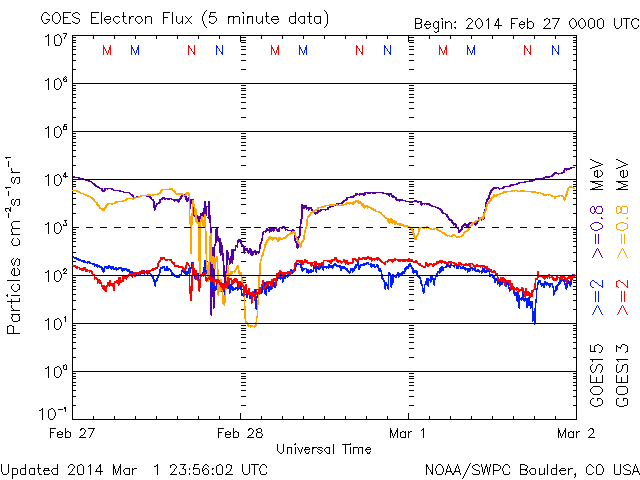 GOES Electron Flux (5 minute data)
Begin: 2014 Feb 27 0000 UTC
M M N N M M N N M M N N
10⁷
10⁶
10⁵
10⁴
10³
10²
10¹
10⁰
10⁻¹
Particles cm⁻²s⁻¹sr⁻¹
GOES15 >=2 >=0.8 MeV
GOES13 >=2 >=0.8 MeV
Feb 27 Feb 28 Mar 1 Mar 2
Universal Time
Updated 2014 Mar 1 23:56:02 UTC
NOAA/SWPC Boulder, CO USA